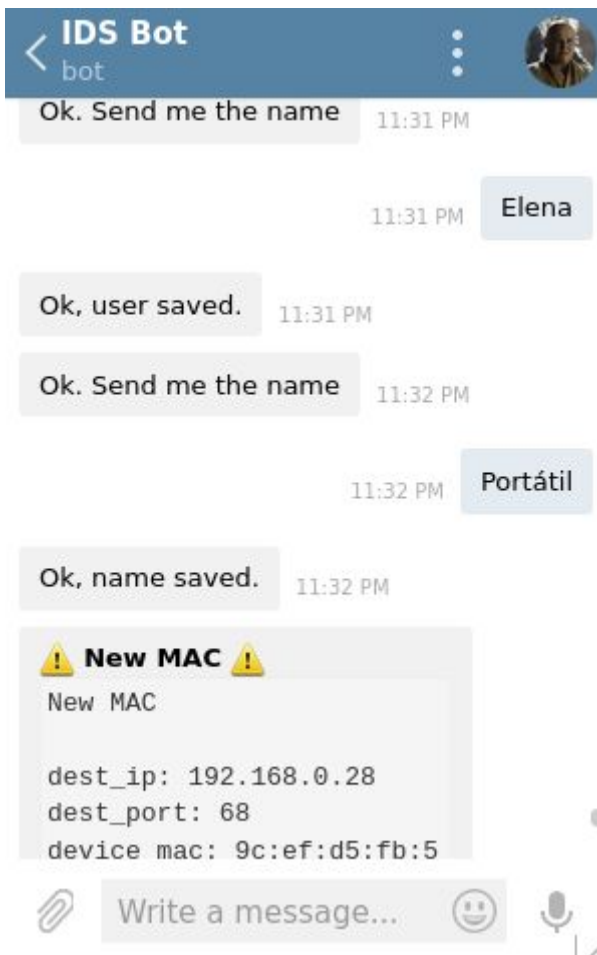 IDS Bot
bot
Ok. Send me the name 11:31 PM
11:31 PM Elena
Ok, user saved. 11:31 PM
Ok. Send me the name 11:32 PM
11:32 PM Portátil
Ok, name saved. 11:32 PM
⚠ New MAC ⚠
New MAC
dest_ip: 192.168.0.28
dest_port: 68
device mac: 9c:ef:d5:fb:5
Write a message...